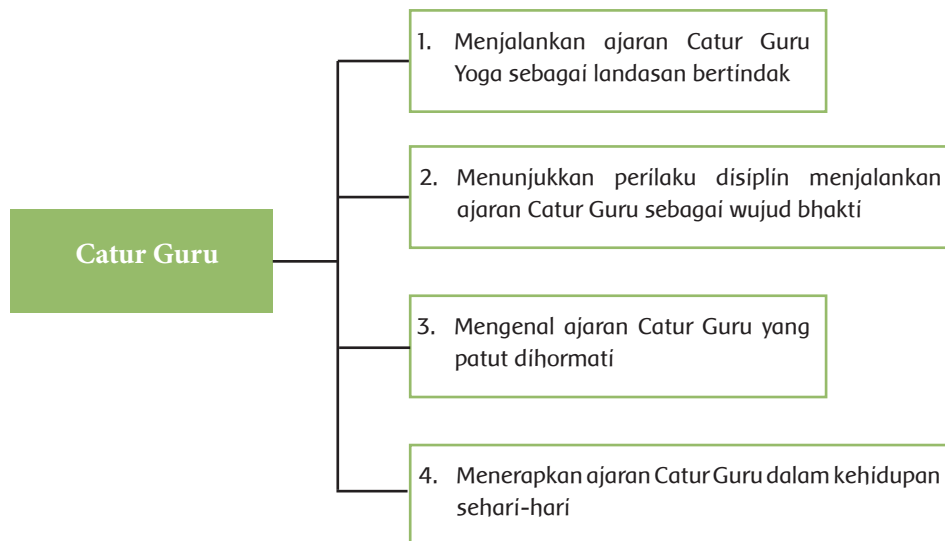 Catur Guru
1. Menjalankan ajaran Catur Guru
Yoga sebagai landasan bertindak
2. Menunjukkan perilaku disiplin menjalankan
ajaran Catur Guru sebagai wujud bhakti
3. Mengenal ajaran Catur Guru yang
patut dihormati
4. Menerapkan ajaran Catur Guru dalam kehidupan
sehari-hari